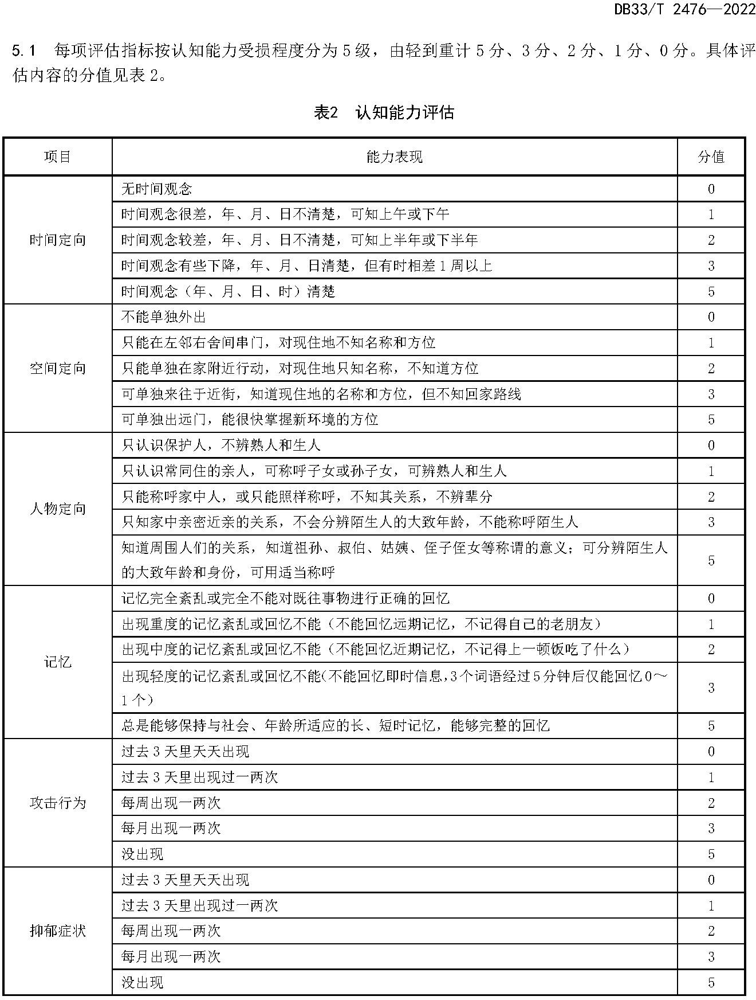 DB33/T 2476—2022
5.1 每项评估指标按认知能力受损程度分为 5 级，由轻到重计 5 分、3 分、2 分、1 分、0 分。具体评
估内容的分值见表 2。
表2 认知能力评估
项目 能力表现 分值
时间定向
无时间观念 0
时间观念很差，年、月、日不清楚，可知上午或下午 1
时间观念较差，年、月、日不清楚，可知上半年或下半年 2
时间观念有些下降，年、月、日清楚，但有时相差 1 周以上 3
时间观念（年、月、日、时）清楚 5
空间定向
不能单独外出 0
只能在左邻右舍间串门，对现住地不知名称和方位 1
只能单独在家附近行动，对现住地只知名称，不知道方位 2
可单独来往于近街，知道现住地的名称和方位，但不知回家路线 3
可单独出远门，能很快掌握新环境的方位 5
人物定向
只认识保护人，不辨熟人和生人 0
只认识常同住的亲人，可称呼子女或孙子女，可辨熟人和生人 1
只能称呼家中人，或只能照样称呼，不知其关系，不辨辈分 2
只知家中亲密近亲的关系，不会分辨陌生人的大致年龄，不能称呼陌生人 3
知道周围人们的关系，知道祖孙、叔伯、姑姨、侄子侄女等称谓的意义；可分辨陌生人
的大致年龄和身份，可用适当称呼 5
记忆
记忆完全紊乱或完全不能对既往事物进行正确的回忆 0
出现重度的记忆紊乱或回忆不能（不能回忆远期记忆，不记得自己的老朋友） 1
出现中度的记忆紊乱或回忆不能（不能回忆近期记忆，不记得上一顿饭吃了什么） 2
出现轻度的记忆紊乱或回忆不能（不能回忆即时信息，3 个词语经过 5 分钟后仅能回忆 0～
1 个） 3
总是能够保持与社会、年龄所适应的长、短时记忆，能够完整的回忆 5
攻击行为
过去 3 天里天天出现 0
过去 3 天里出现过一两次 1
每周出现一两次 2
每月出现一两次 3
没出现 5
抑郁症状
过去 3 天里天天出现 0
过去 3 天里出现过一两次 1
每周出现一两次 2
每月出现一两次 3
没出现 5